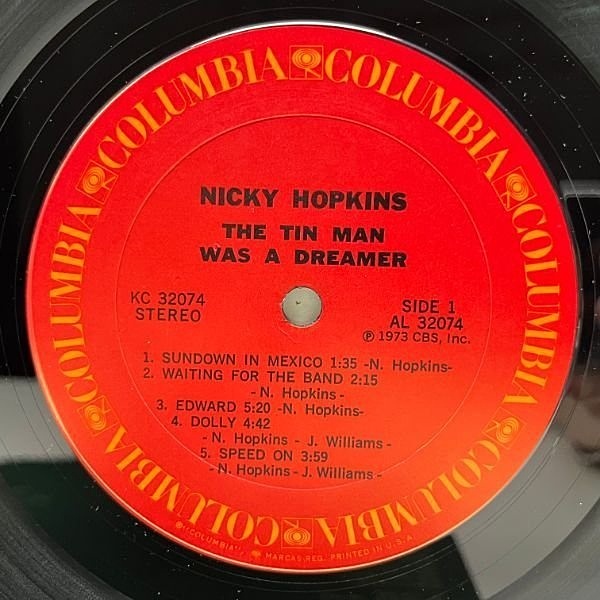 COLUMBIA COLUMBIA COLUMBIA COLUMBIA COLUMBIA COLUMBIA
NICKY HOPKINS
THE TIN MAN
WAS A DREAMER
KC 32074
STEREO
SIDE 1
AL 32074
℗ 1973 CBS, Inc.
1. SUNDOWN IN MEXICO 1:35 -N. Hopkins-
2. WAITING FOR THE BAND 2:15
- N. Hopkins -
3. EDWARD 5:20 -N. Hopkins-
4. DOLLY 4:42
- N. Hopkins - J. Williams -
5. SPEED ON 3:59
-N. Hopkins- J. Williams -
®"COLUMBIA", MARCAS REG. PRINTED IN U.S.A.